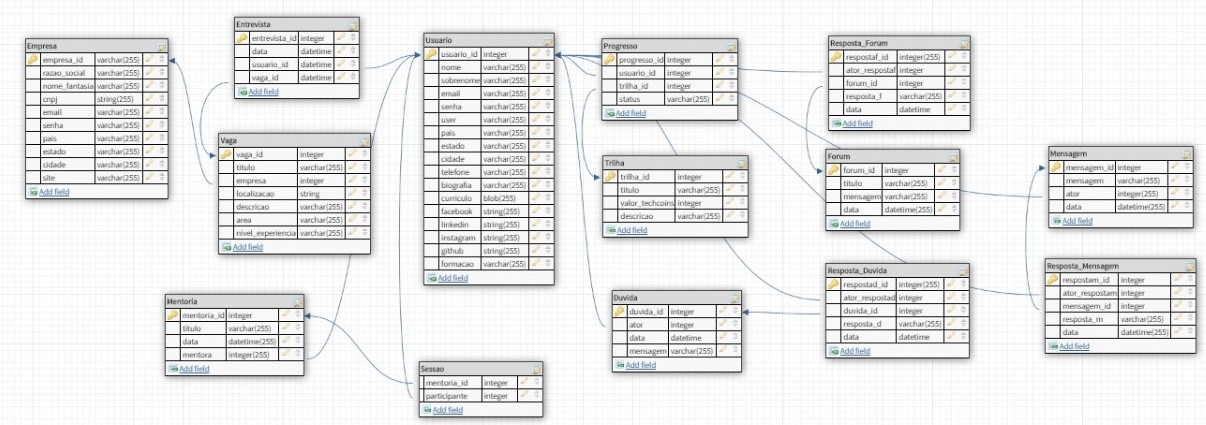 Empresa
empresa_id varchar(255)
razao_social varchar(255)
nome_fantasia varchar(255)
cnpj string(255)
email varchar(255)
senha varchar(255)
pais varchar(255)
estado varchar(255)
cidade varchar(255)
site varchar(255)
Add field
Entrevista
entrevista_id integer
data datetime
usuario_id datetime
vaga_id datetime
Add field
Vaga
vaga_id integer
titulo varchar(255)
empresa integer
localizacao string
descricao varchar(255)
area varchar(255)
nivel_experiencia varchar(255)
Add field
Mentoria
mentoria_id integer
titulo varchar(255)
data datetime(255)
mentora integer(255)
Add field
Usuario
usuario_id integer
nome varchar(255)
sobrenome varchar(255)
email varchar(255)
senha varchar(255)
user varchar(255)
pais varchar(255)
estado varchar(255)
cidade varchar(255)
telefone varchar(255)
biografia varchar(255)
curriculo blob(255)
facebook string(255)
linkedin string(255)
instagram string(255)
github string(255)
formacao varchar(255)
Add field
Sessao
mentoria_id integer
participante integer
Add field
Progresso
progresso_id integer
usuario_id integer
trilha_id integer
status varchar(255)
Add field
Trilha
trilha_id integer
titulo varchar(255)
valor_techcoins integer
descricao varchar(255)
Add field
Duvida
duvida_id integer
ator integer
data datetime
mensagem varchar(255)
Add field
Resposta_Forum
respostaf_id integer(255)
ator_respostaf integer
forum_id integer
resposta_f varchar(255)
data datetime
Add field
Forum
forum_id integer
titulo varchar(255)
mensagem varchar(255)
data datetime(255)
Add field
Resposta_Duvida
respostad_id integer(255)
ator_respostad integer
duvida_id integer
resposta_d varchar(255)
data datetime
Add field
Mensagem
mensagem_id integer
mensagem varchar(255)
ator integer
data datetime(255)
Add field
Resposta_Mensagem
respostam_id integer
ator_respostam integer
mensagem_id integer
resposta_m varchar(255)
data datetime(255)
Add field